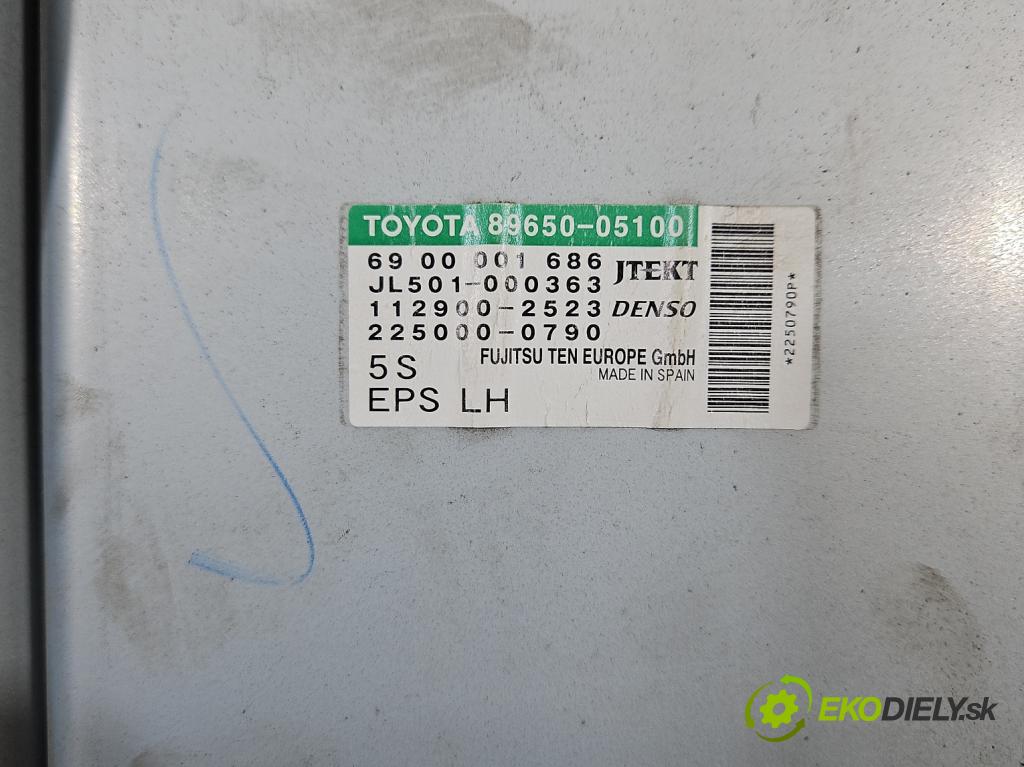 TOYOTA 89650-05100
69 00 001 686 JTEKT
JL501-000363
112900-2523 DENSO
225000-0790
5S FUJITSU TEN EUROPE GmbH
MADE IN SPAIN
EPS LH
*2250790P*
EKODIELY.sk